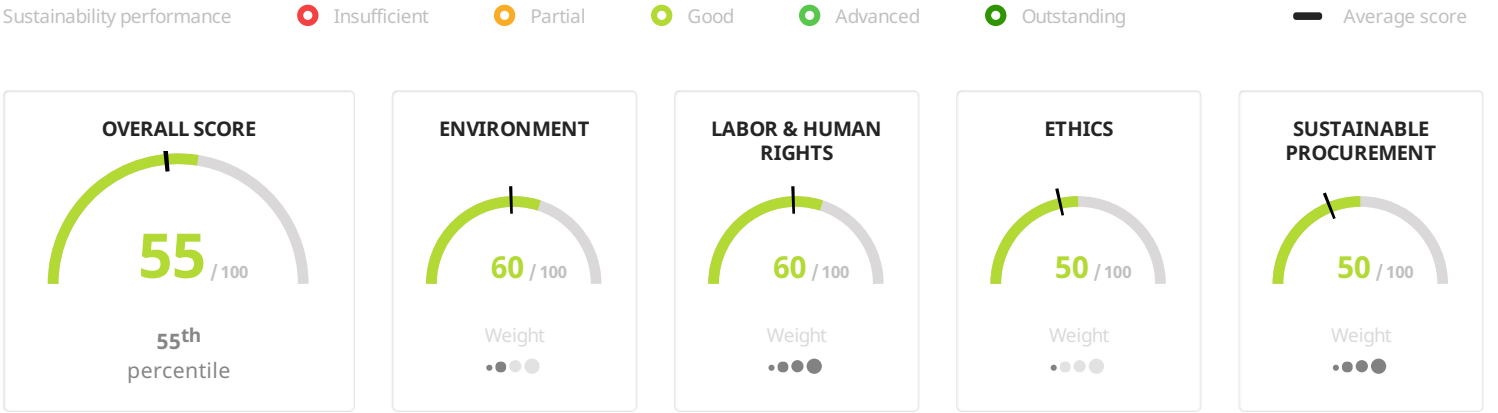 Sustainability performance Insufficient Partial Good Advanced Outstanding Average score
OVERALL SCORE
55 / 100
55th
percentile
ENVIRONMENT
60 / 100
Weight
LABOR & HUMAN
RIGHTS
60 / 100
Weight
ETHICS
50 / 100
Weight
SUSTAINABLE
PROCUREMENT
50 / 100
Weight